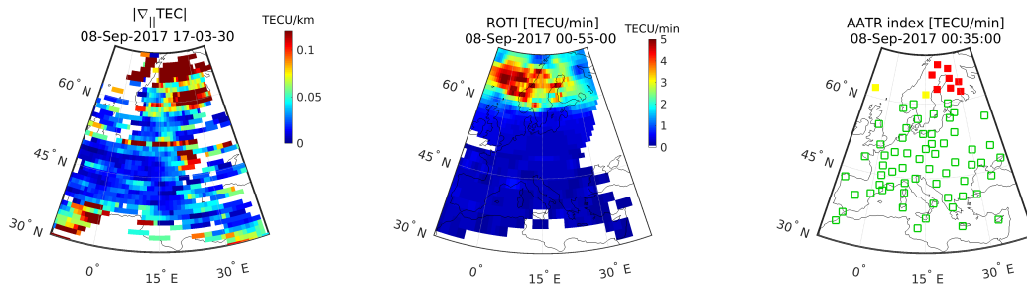 |∇||TEC|
08-Sep-2017 17-03-30
TECU/km
0.1
0.05
0
60° N
45° N
30° N
0°
15° E
30° E
ROTI [TECU/min]
08-Sep-2017 00-55-00
TECU/min
5
4
3
2
1
0
60° N
45° N
30° N
0°
15° E
30° E
AATR index [TECU/min]
08-Sep-2017 00:35:00
60° N
45° N
30° N
0°
15° E
30° E